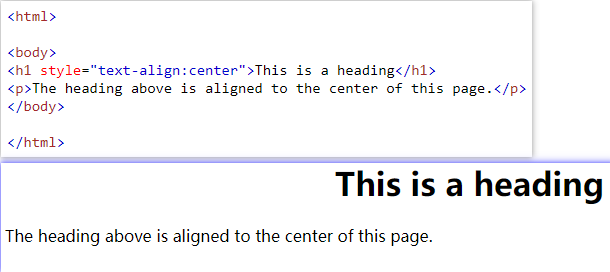 <html>
<body>
<h1 style="text-align:center">This is a heading</h1>
<p>The heading above is aligned to the center of this page.</p>
</body>
</html>
This is a heading
The heading above is aligned to the center of this page.